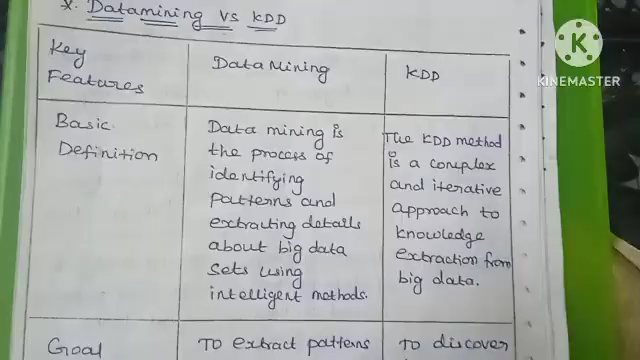 X. Datamining VS KDD
Key Features
Data Mining
KDD
Basic Definition
Data mining is
the process of
identifying
patterns and
extracting details
about big data
sets using
intelligent methods.
The KDD method
is a complex
and iterative
approach to
knowledge
extraction from
big data.
Goal
To extract patterns
To discover
K
KINEMASTER